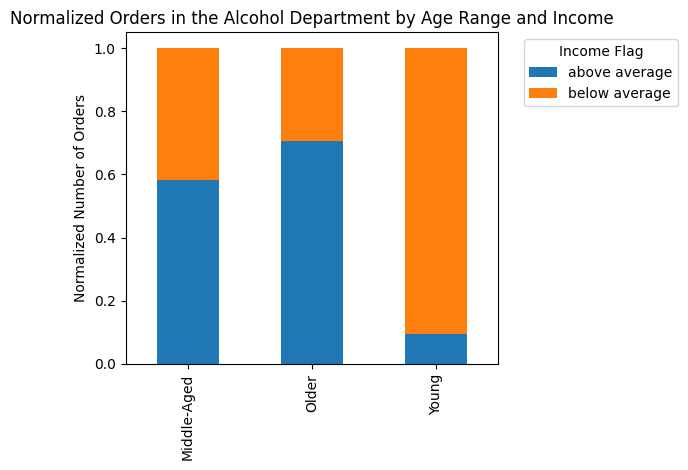 Normalized Orders in the Alcohol Department by Age Range and Income
Income Flag
above average
below average
Normalized Number of Orders
1.0
0.8
0.6
0.4
0.2
0.0
Middle-Aged
Older
Young